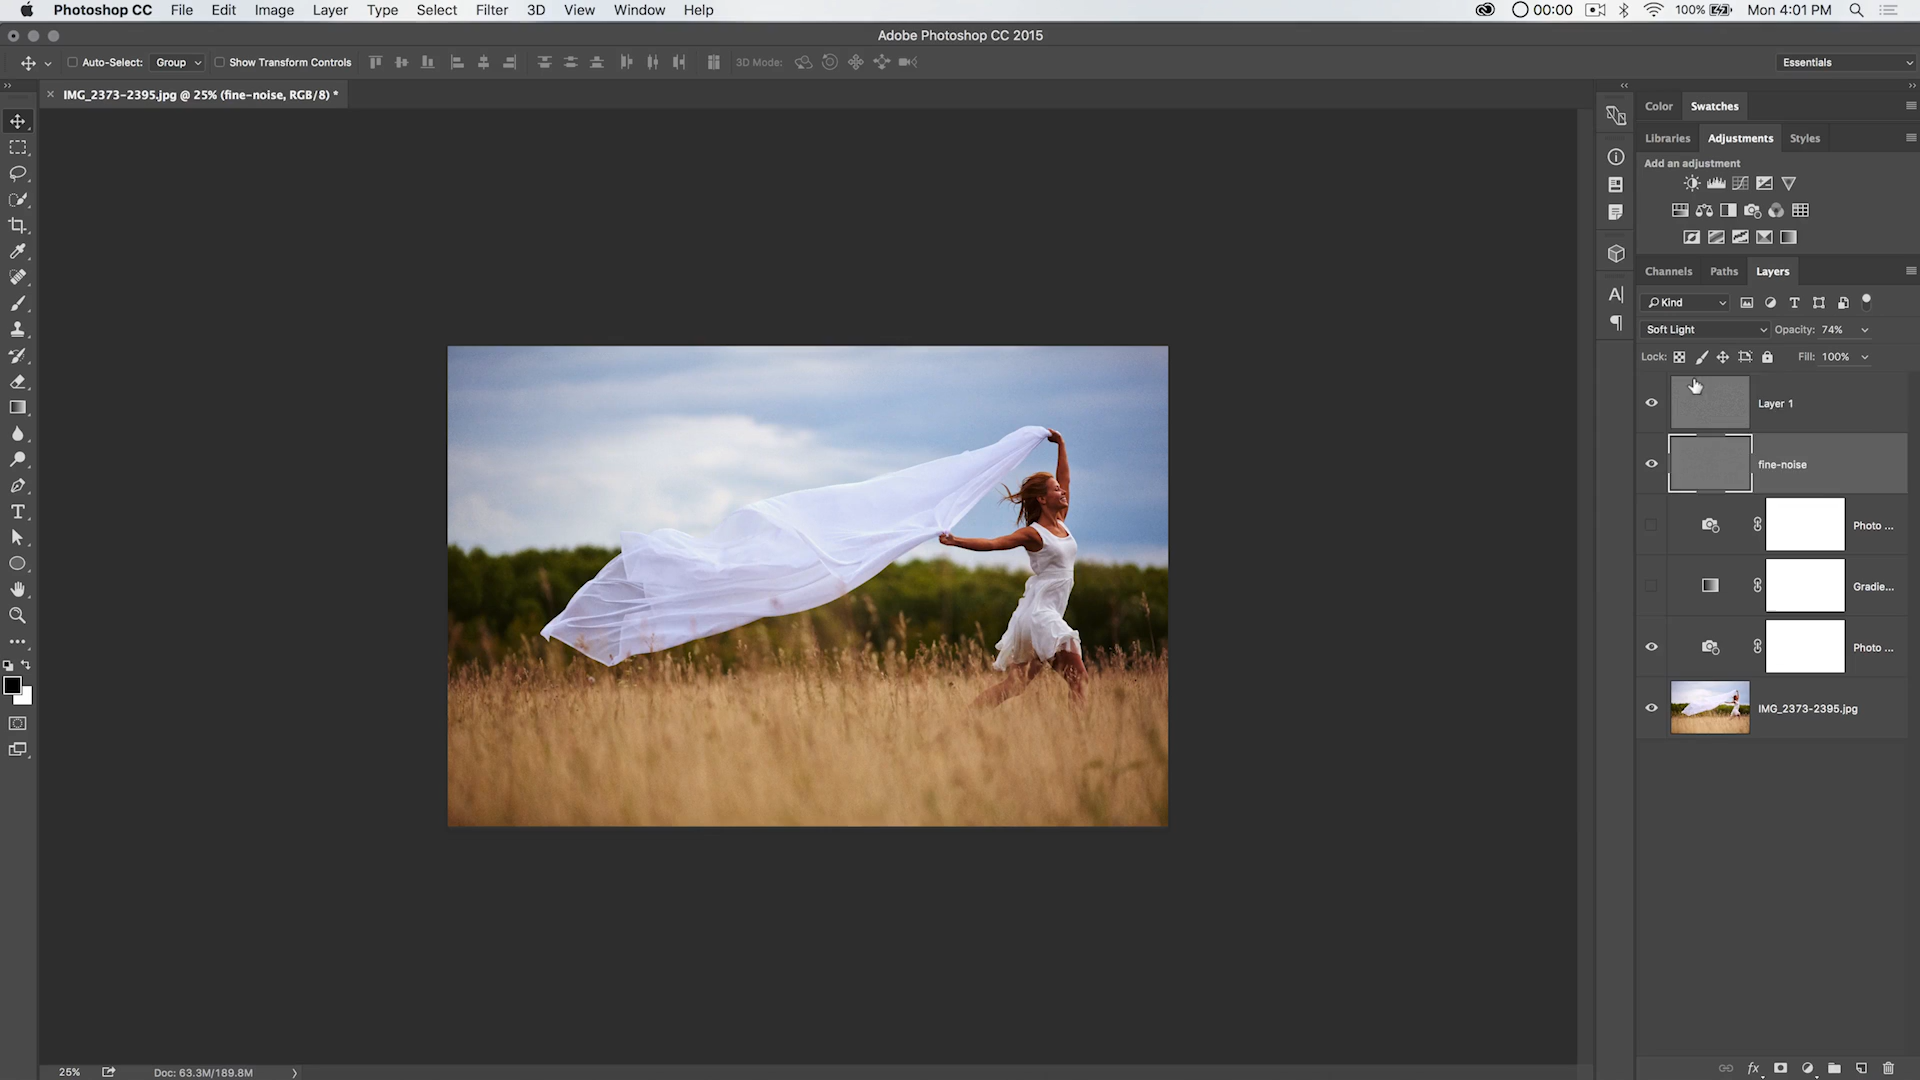 Photoshop CC File Edit Image Layer Type Select Filter 3D View Window Help 00:00 100% Mon 4:01 PM
Adobe Photoshop CC 2015
Auto-Select: Group Show Transform Controls 3D Mode: Essentials
IMG_2373-2395.jpg @ 25% (fine-noise, RGB/8) *
Color Swatches
Libraries Adjustments Styles
Add an adjustment
Channels Paths Layers
Kind
Soft Light Opacity: 74%
Lock: Fill: 100%
Layer 1
fine-noise
Photo ...
Gradie...
Photo ...
IMG_2373-2395.jpg
25% Doc: 63.3M/189.8M